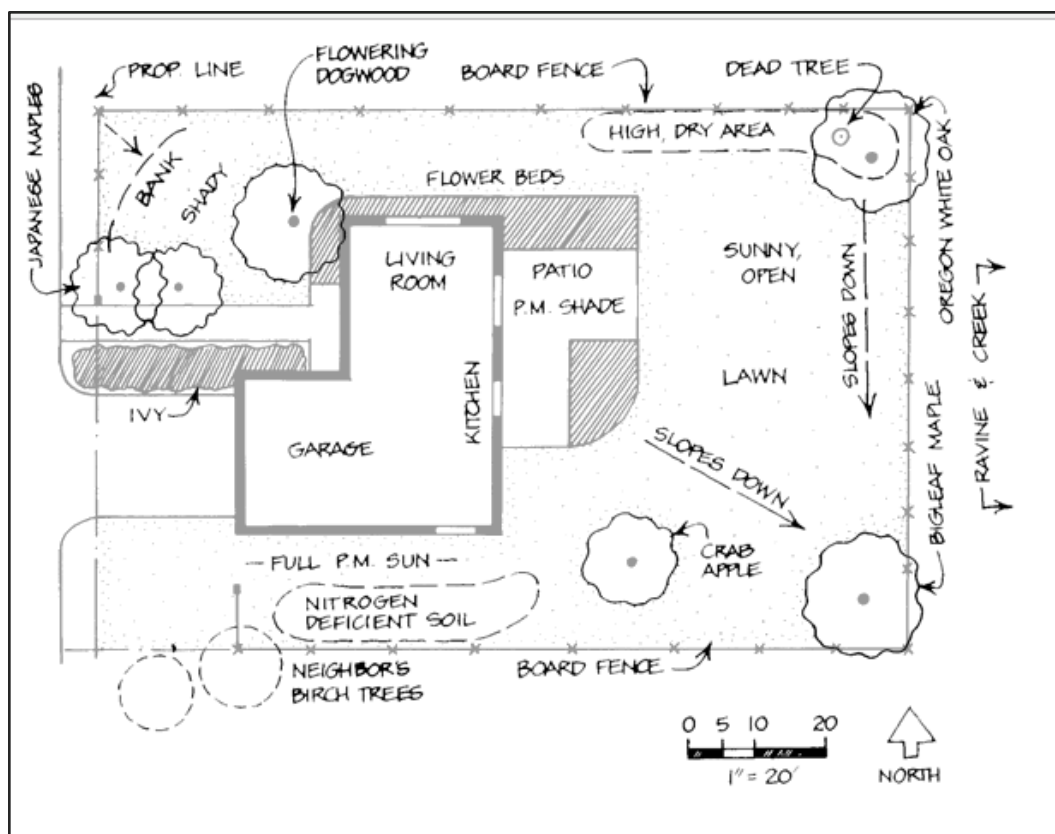 FLOWERING
DOGWOOD
PROP. LINE
BOARD FENCE
DEAD TREE
JAPANESE MAPLES
HIGH, DRY AREA
BANK
SHADY
FLOWER BEDS
OREGON WHITE OAK
LIVING
ROOM
PATIO
P.M. SHADE
SUNNY,
OPEN
SLOPES DOWN
RAVINE & CREEK
LAWN
KITCHEN
IVY
GARAGE
SLOPES DOWN
BIGLEAF MAPLE
CRAB
APPLE
FULL P.M. SUN
NITROGEN
DEFICIENT SOIL
NEIGHBOR'S
BIRCH TREES
BOARD FENCE
0 5 10 20
1" = 20'
NORTH